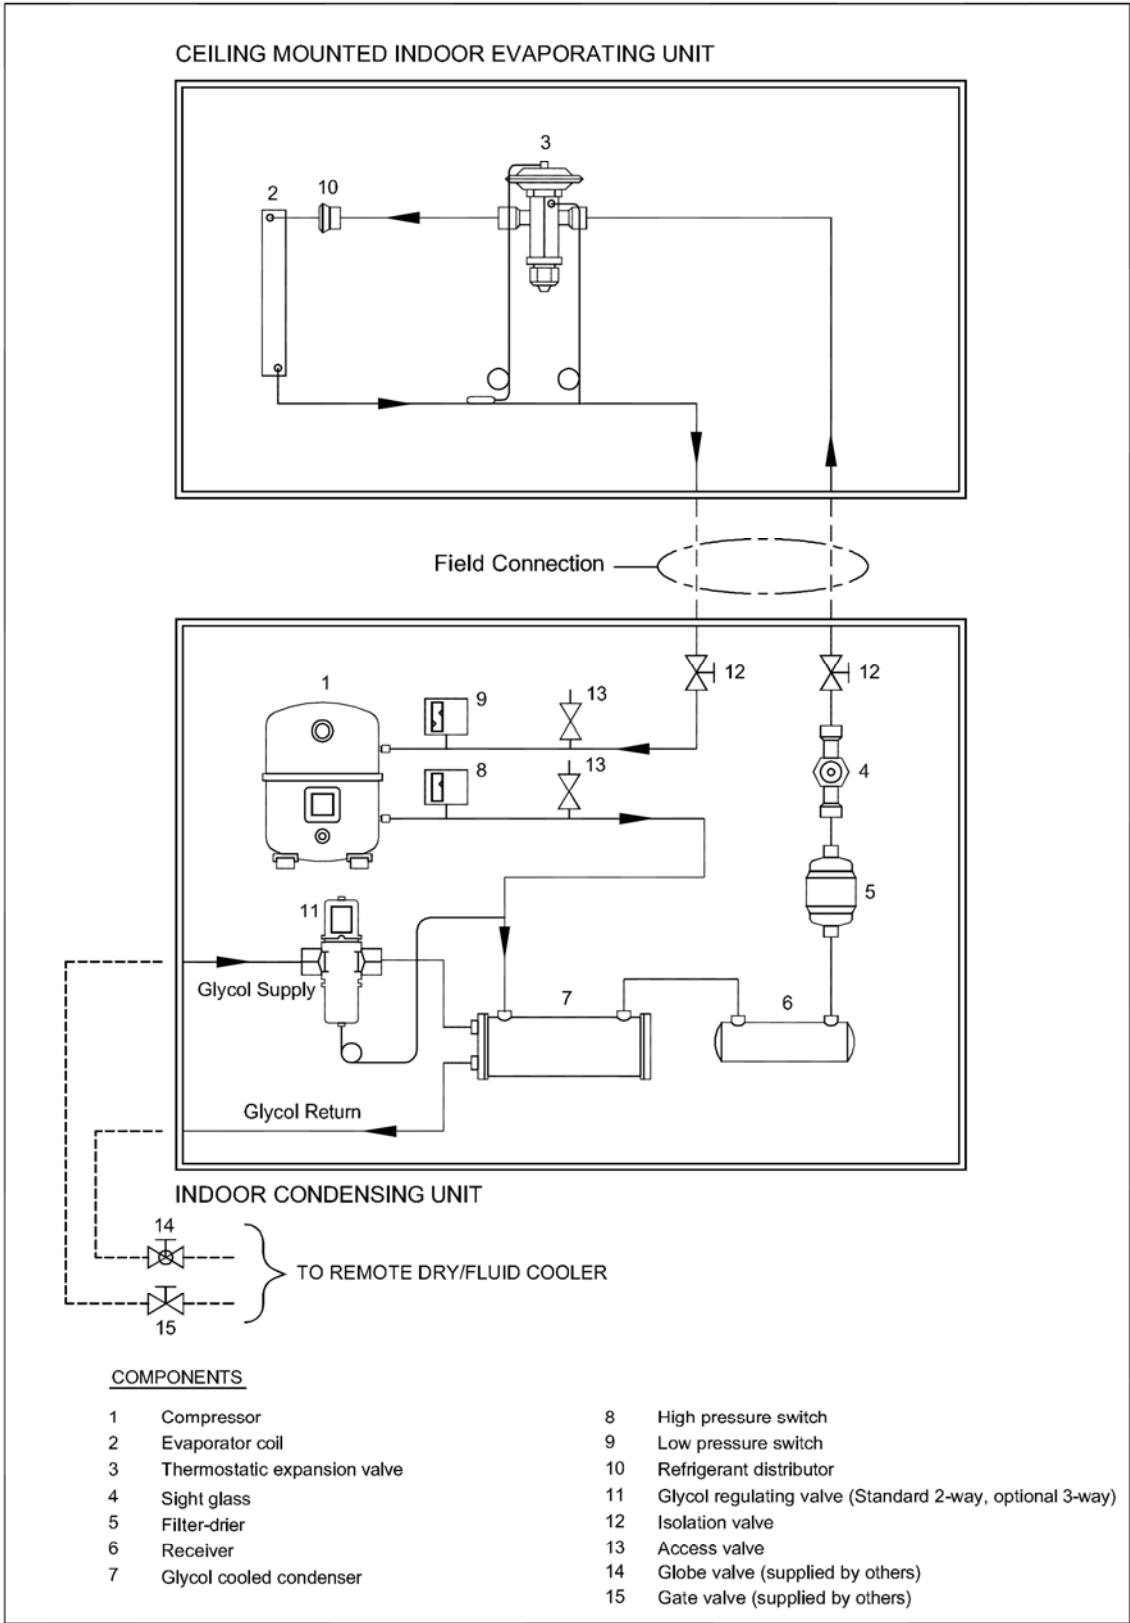 CEILING MOUNTED INDOOR EVAPORATING UNIT
3
2
10
Field Connection
12
12
1
9
13
8
13
4
5
11
Glycol Supply
7
6
Glycol Return
INDOOR CONDENSING UNIT
14
TO REMOTE DRY/FLUID COOLER
15
COMPONENTS
1 Compressor
2 Evaporator coil
3 Thermostatic expansion valve
4 Sight glass
5 Filter-drier
6 Receiver
7 Glycol cooled condenser
8 High pressure switch
9 Low pressure switch
10 Refrigerant distributor
11 Glycol regulating valve (Standard 2-way, optional 3-way)
12 Isolation valve
13 Access valve
14 Globe valve (supplied by others)
15 Gate valve (supplied by others)